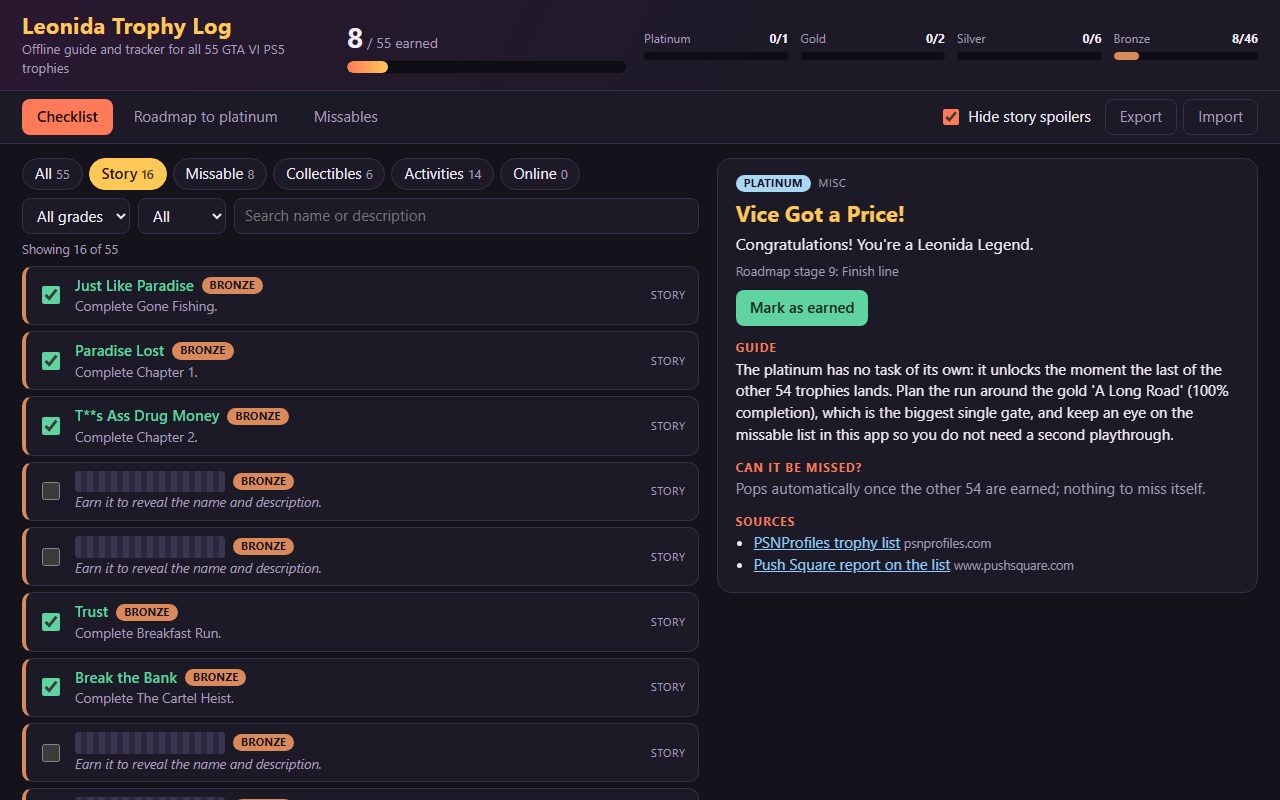 Leonida Trophy Log
Offline guide and tracker for all 55 GTA VI PS5
trophies
8 / 55 earned
Platinum 0/1
Gold 0/2
Silver 0/6
Bronze 8/46
Checklist
Roadmap to platinum
Missables
Hide story spoilers
Export
Import
All 55
Story 16
Missable 8
Collectibles 6
Activities 14
Online 0
All grades
All
Search name or description
Showing 16 of 55
Just Like Paradise BRONZE
Complete Gone Fishing.
STORY
Paradise Lost BRONZE
Complete Chapter 1.
STORY
T**s Ass Drug Money BRONZE
Complete Chapter 2.
STORY
BRONZE
Earn it to reveal the name and description.
STORY
BRONZE
Earn it to reveal the name and description.
STORY
Trust BRONZE
Complete Breakfast Run.
STORY
Break the Bank BRONZE
Complete The Cartel Heist.
STORY
BRONZE
Earn it to reveal the name and description.
STORY
PLATINUM MISC
Vice Got a Price!
Congratulations! You're a Leonida Legend.
Roadmap stage 9: Finish line
Mark as earned
GUIDE
The platinum has no task of its own: it unlocks the moment the last of the
other 54 trophies lands. Plan the run around the gold 'A Long Road' (100%
completion), which is the biggest single gate, and keep an eye on the
missable list in this app so you do not need a second playthrough.
CAN IT BE MISSED?
Pops automatically once the other 54 are earned; nothing to miss itself.
SOURCES
PSNProfiles trophy list psnprofiles.com
Push Square report on the list www.pushsquare.com